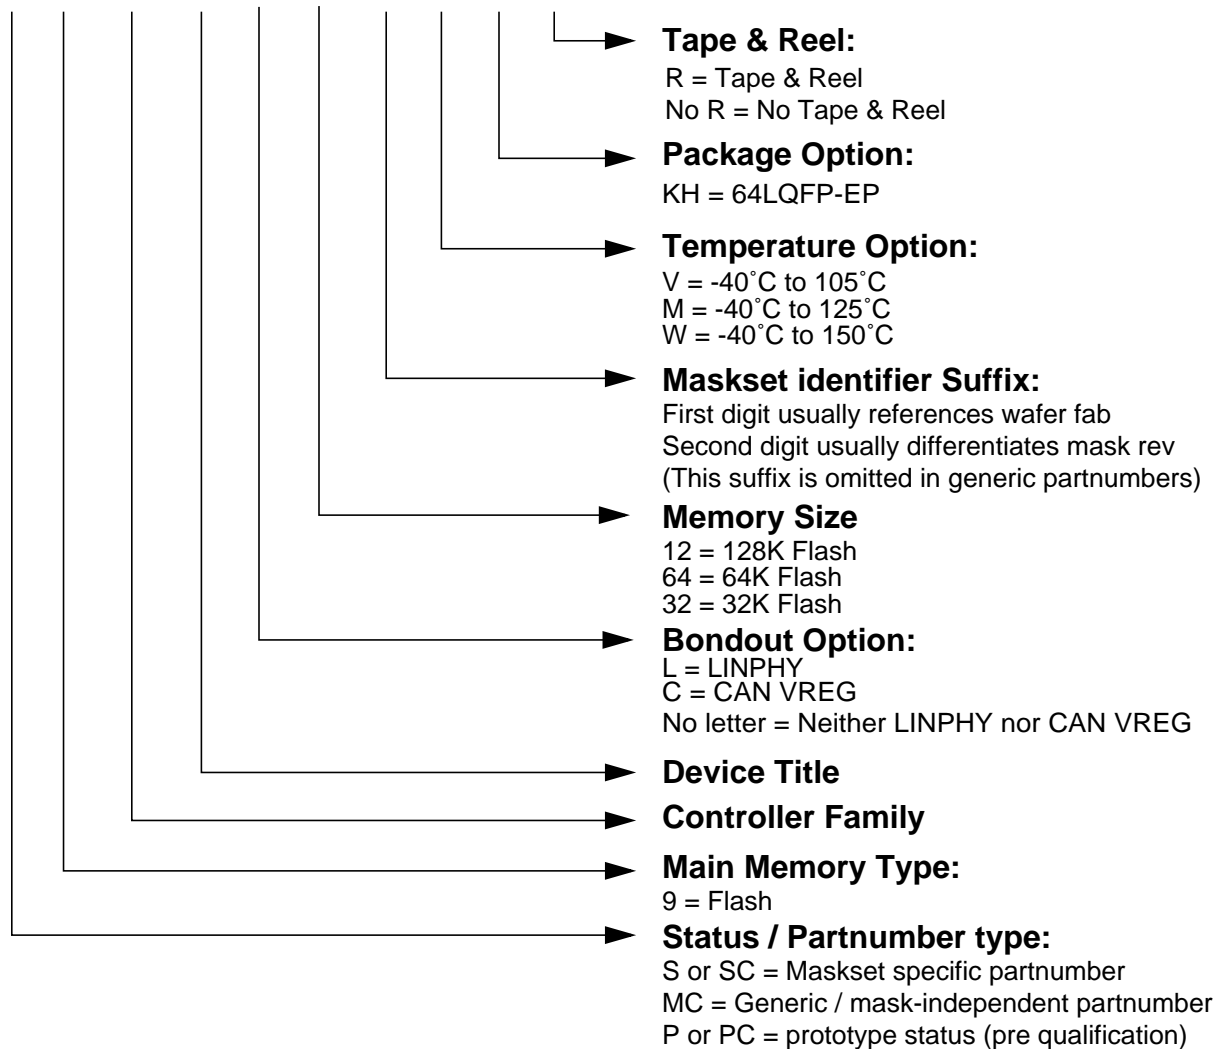 Tape & Reel:
R = Tape & Reel
No R = No Tape & Reel
Package Option:
KH = 64LQFP-EP
Temperature Option:
V = -40˚C to 105˚C
M = -40˚C to 125˚C
W = -40˚C to 150˚C
Maskset identifier Suffix:
First digit usually references wafer fab
Second digit usually differentiates mask rev
(This suffix is omitted in generic partnumbers)
Memory Size
12 = 128K Flash
64 = 64K Flash
32 = 32K Flash
Bondout Option:
L = LINPHY
C = CAN VREG
No letter = Neither LINPHY nor CAN VREG
Device Title
Controller Family
Main Memory Type:
9 = Flash
Status / Partnumber type:
S or SC = Maskset specific partnumber
MC = Generic / mask-independent partnumber
P or PC = prototype status (pre qualification)